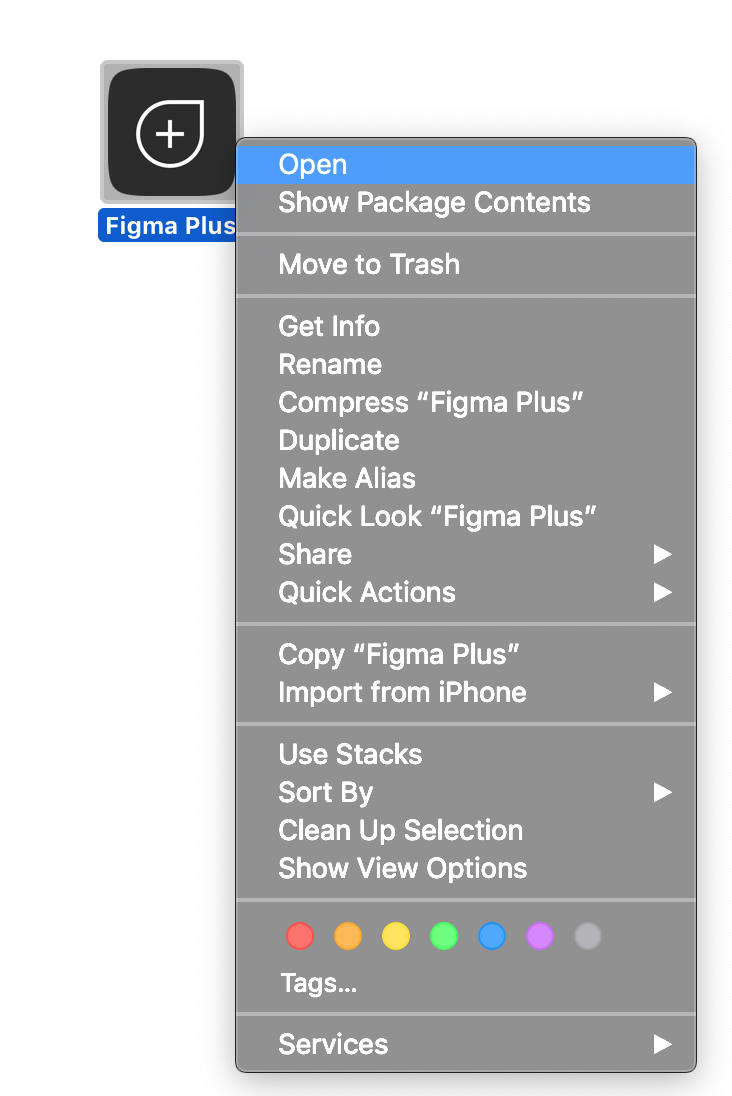 Figma Plus
Open
Show Package Contents
Move to Trash
Get Info
Rename
Compress “Figma Plus”
Duplicate
Make Alias
Quick Look “Figma Plus”
Share
Quick Actions
Copy “Figma Plus”
Import from iPhone
Use Stacks
Sort By
Clean Up Selection
Show View Options
Tags...
Services